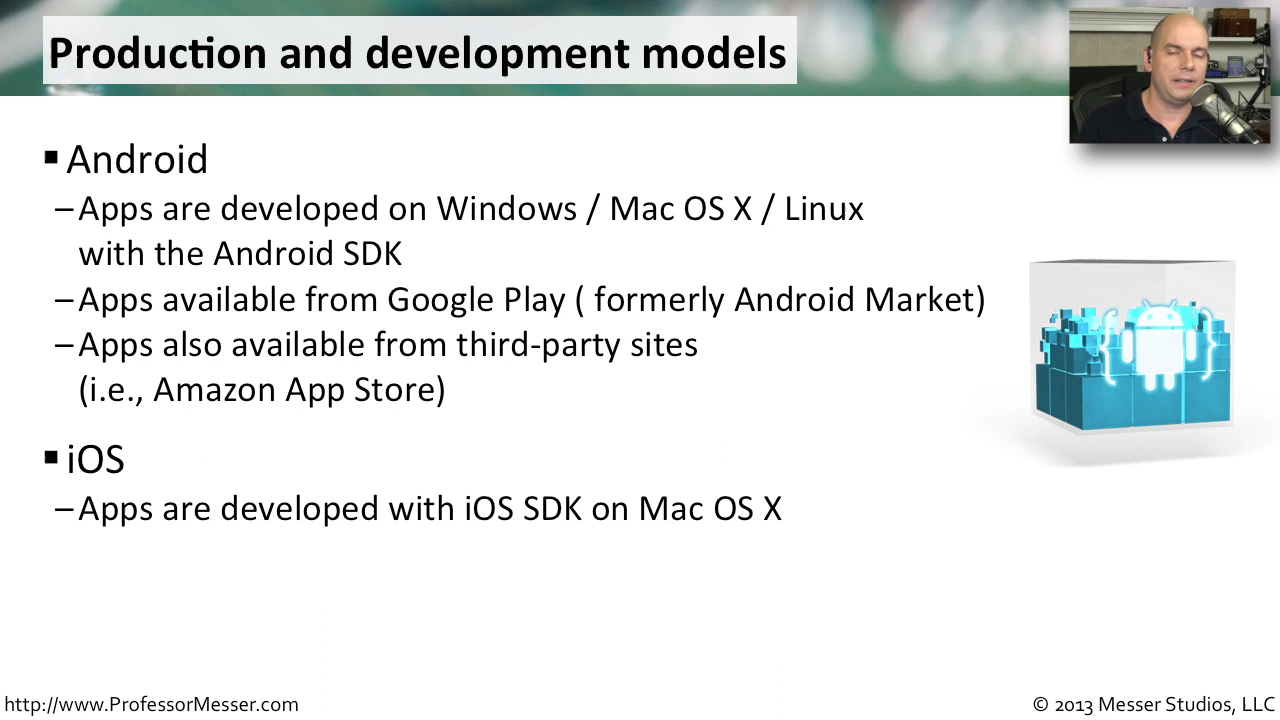 Production and development models
▪ Android
– Apps are developed on Windows / Mac OS X / Linux
with the Android SDK
– Apps available from Google Play ( formerly Android Market)
– Apps also available from third-party sites
(i.e., Amazon App Store)
▪ iOS
– Apps are developed with iOS SDK on Mac OS X
http://www.ProfessorMesser.com
© 2013 Messer Studios, LLC